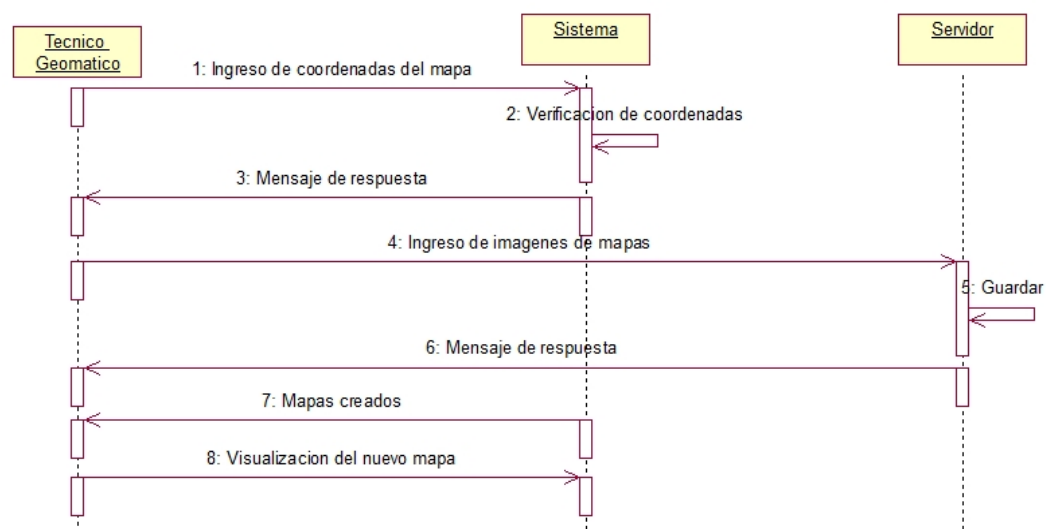 Tecnico
Geomatico
Sistema
Servidor
1: Ingreso de coordenadas del mapa
2: Verificacion de coordenadas
3: Mensaje de respuesta
4: Ingreso de imagenes de mapas
5: Guardar
6: Mensaje de respuesta
7: Mapas creados
8: Visualizacion del nuevo mapa